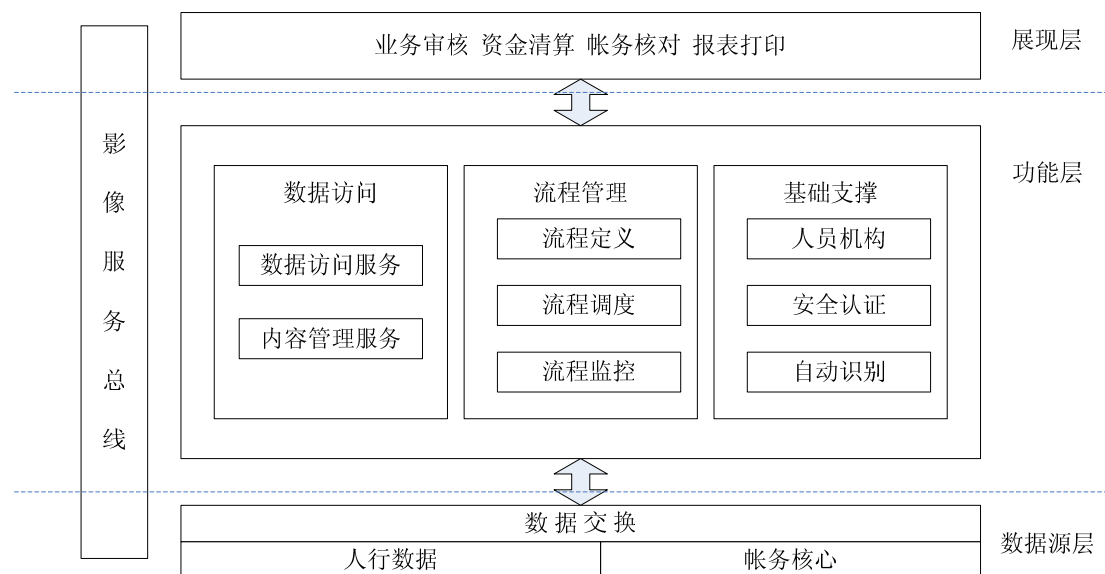 业务审核 资金清算 帐务核对 报表打印
展现层
影像服务总线
功能层
数据访问
数据访问服务
内容管理服务
流程管理
流程定义
流程调度
流程监控
基础支撑
人员机构
安全认证
自动识别
数据交换
人行数据
帐务核心
数据源层